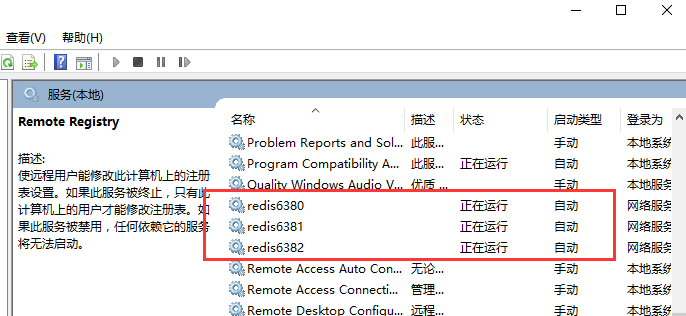 查看(V) 帮助(H)
服务(本地)
Remote Registry
描述:
使远程用户能修改此计算机上的注册
表设置。如果此服务被终止，只有此
计算机上的用户才能修改注册表。如
果此服务被禁用，任何依赖它的服务
将无法启动。
名称 描述 状态 启动类型 登录为
Problem Reports and Sol... 此服... 手动 本地系统
Program Compatibility A... 此服... 正在运行 自动 本地系统
Quality Windows Audio V... 优质... 手动 本地服务
redis6380 正在运行 自动 网络服务
redis6381 正在运行 自动 网络服务
redis6382 正在运行 自动 网络服务
Remote Access Auto Con... 无论... 手动 本地系统
Remote Access Connecti... 管理... 手动 本地系统
Remote Desktop Configu... 远程... 手动 本地系统